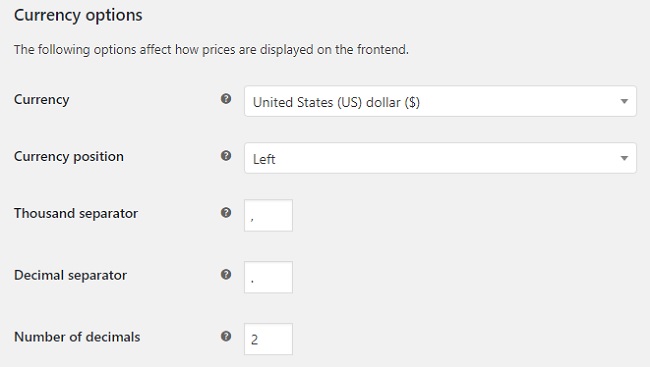 Currency options
The following options affect how prices are displayed on the frontend.
Currency ? United States (US) dollar ($)
Currency position ? Left
Thousand separator ? ,
Decimal separator ? .
Number of decimals ? 2